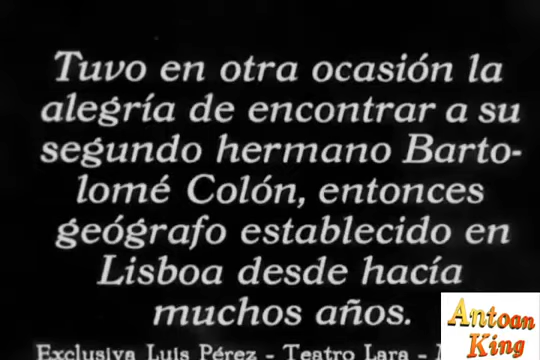 Tuvo en otra ocasión la
alegría de encontrar a su
segundo hermano Barto-
lomé Colón, entonces
geógrafo establecido en
Lisboa desde hacía
muchos años.
Exclusiva Luis Pérez - Teatro Lara -
Antoan
King